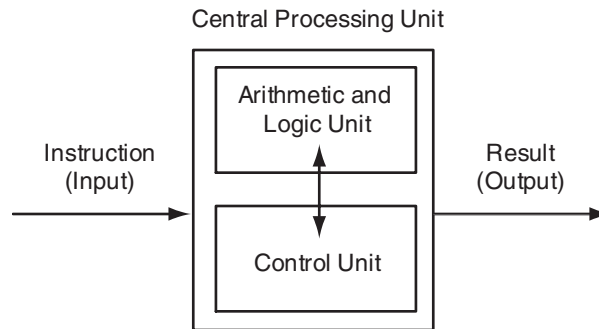 Central Processing Unit
Arithmetic and
Logic Unit
Instruction
(Input)
Result
(Output)
Control Unit